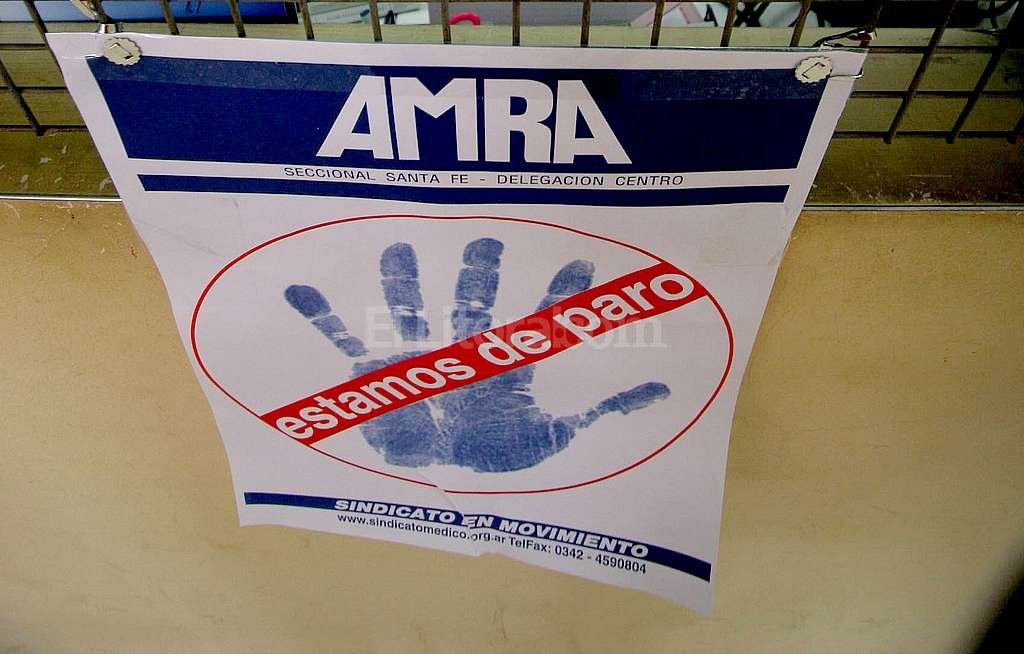 AMRA
SECCIONAL SANTA FE - DELEGACION CENTRO
estamos de paro
SINDICATO EN MOVIMIENTO
www.sindicatomedico.org.ar TelFax: 0342 - 4590804